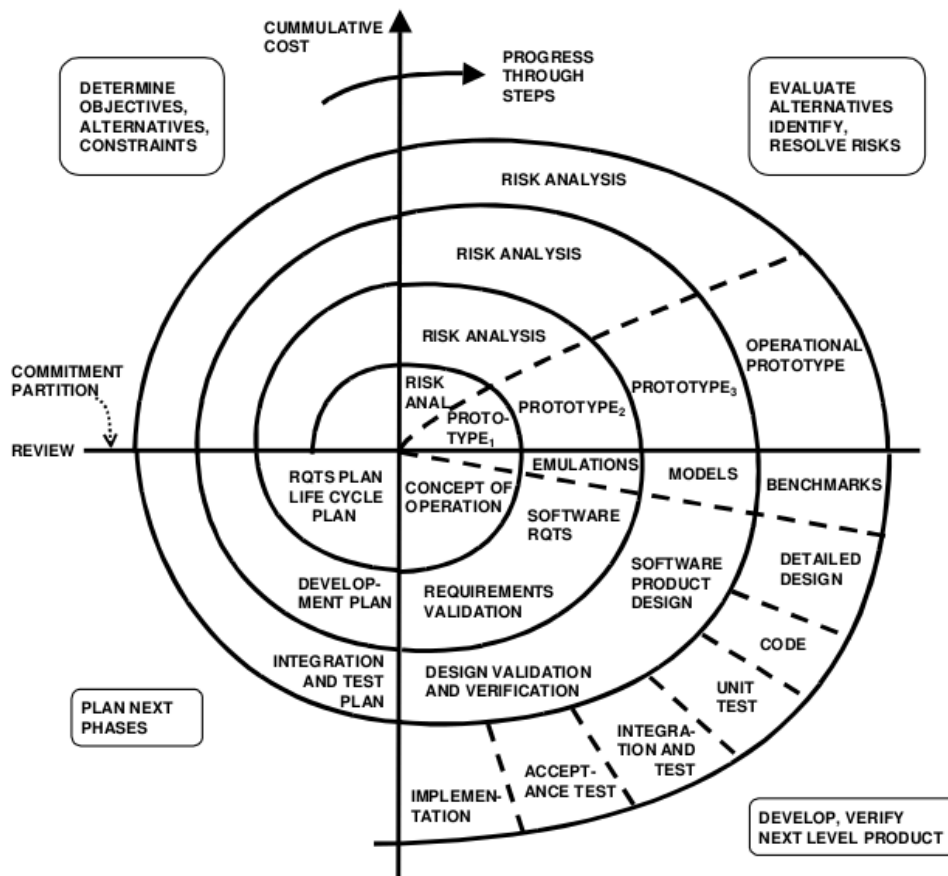 CUMMULATIVE
COST
PROGRESS
THROUGH
STEPS
DETERMINE
OBJECTIVES,
ALTERNATIVES,
CONSTRAINTS
EVALUATE
ALTERNATIVES
IDENTIFY,
RESOLVE RISKS
RISK ANALYSIS
RISK ANALYSIS
RISK ANALYSIS
RISK
ANAL.
PROTO-
TYPE1
PROTOTYPE2
PROTOTYPE3
OPERATIONAL
PROTOTYPE
COMMITMENT
PARTITION
REVIEW
RQTS PLAN
LIFE CYCLE
PLAN
CONCEPT OF
OPERATION
EMULATIONS
MODELS
BENCHMARKS
SOFTWARE
RQTS
SOFTWARE
PRODUCT
DESIGN
DETAILED
DESIGN
DEVELOP-
MENT PLAN
REQUIREMENTS
VALIDATION
CODE
INTEGRATION
AND TEST
PLAN
DESIGN VALIDATION
AND VERIFICATION
UNIT
TEST
PLAN NEXT
PHASES
INTEGRA-
TION AND
TEST
ACCEPT-
ANCE TEST
IMPLEMEN-
TATION
DEVELOP, VERIFY
NEXT LEVEL PRODUCT